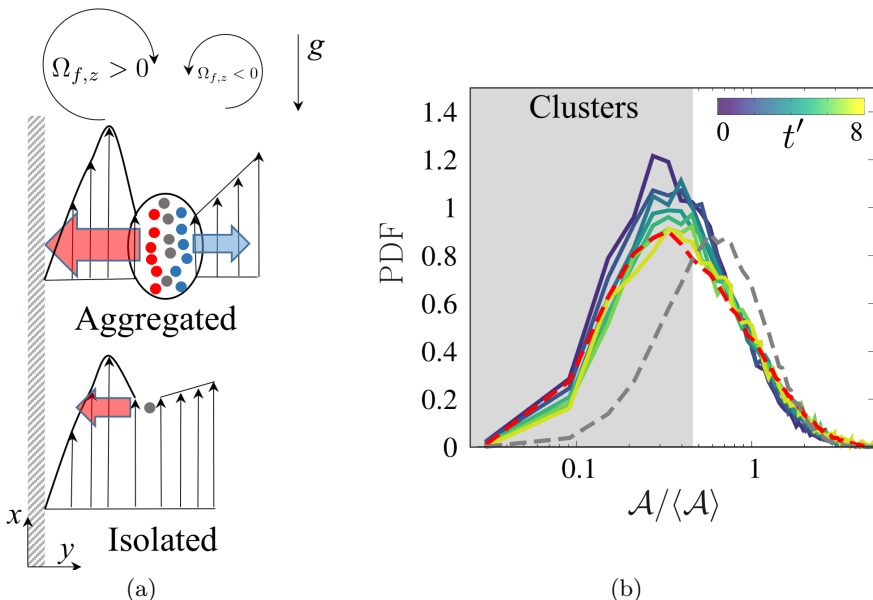 Ω_{f,z} > 0
Ω_{f,z} < 0
g
Aggregated
Isolated
x
y
(a)
Clusters
0 t′ 8
PDF
1.4
1.2
1
0.8
0.6
0.4
0.2
0
0.1 1
𝒜/⟨𝒜⟩
(b)